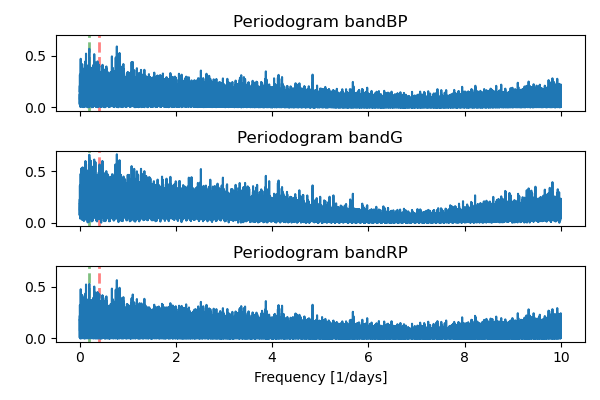 Periodogram bandBP
0.5
0.0
Periodogram bandG
0.5
0.0
Periodogram bandRP
0.5
0.0
0 2 4 6 8 10
Frequency [1/days]